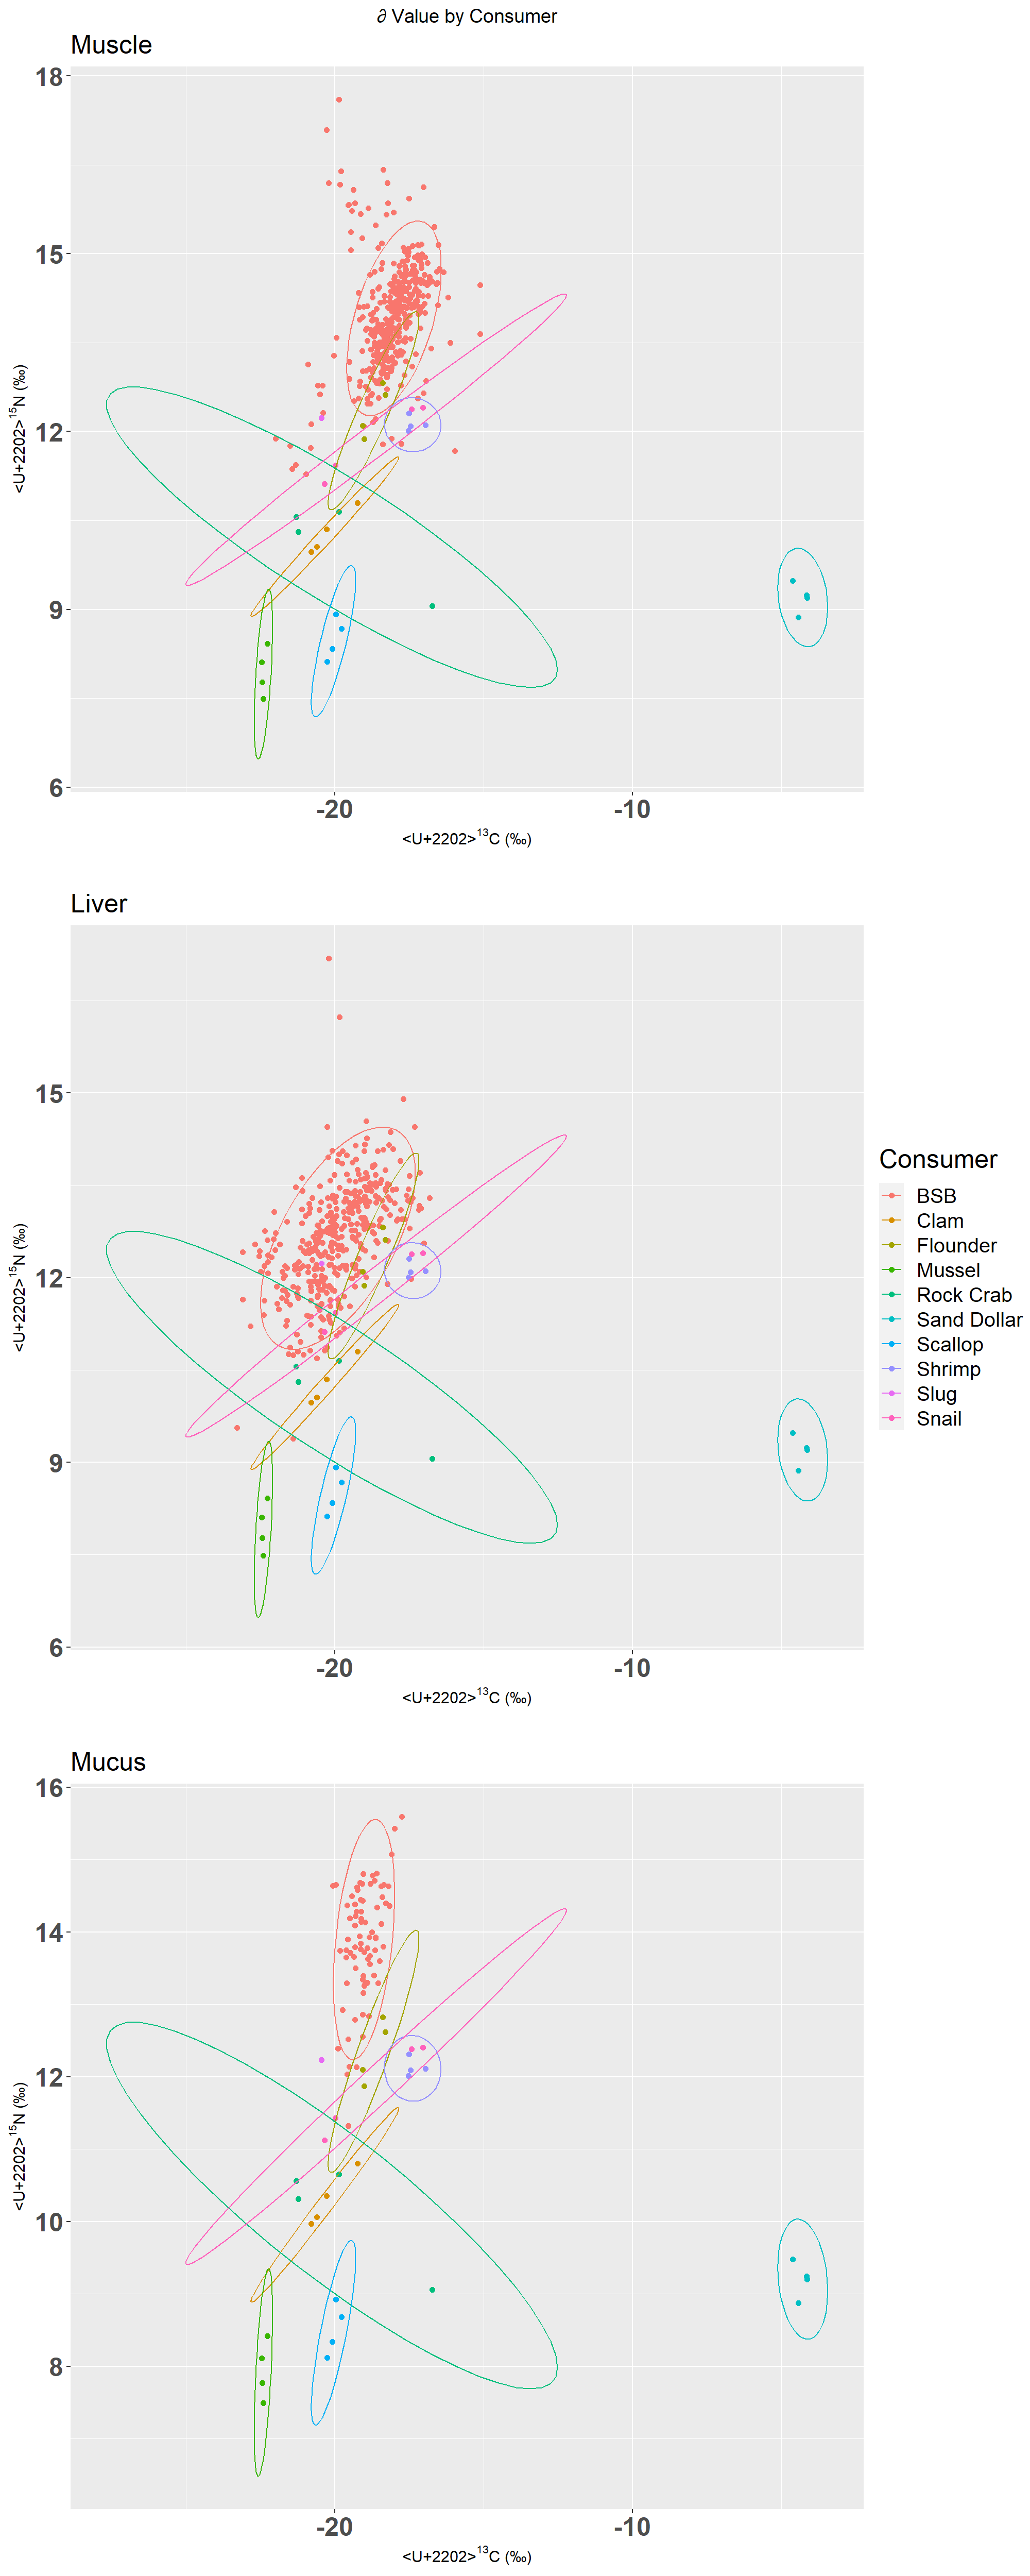 ∂ Value by Consumer
Muscle
18
15
12
9
6
<U+2202>¹⁵N (‰)
-20
-10
<U+2202>¹³C (‰)
Liver
15
12
9
6
<U+2202>¹⁵N (‰)
-20
-10
<U+2202>¹³C (‰)
Consumer
BSB
Clam
Flounder
Mussel
Rock Crab
Sand Dollar
Scallop
Shrimp
Slug
Snail
Mucus
16
14
12
10
8
<U+2202>¹⁵N (‰)
-20
-10
<U+2202>¹³C (‰)